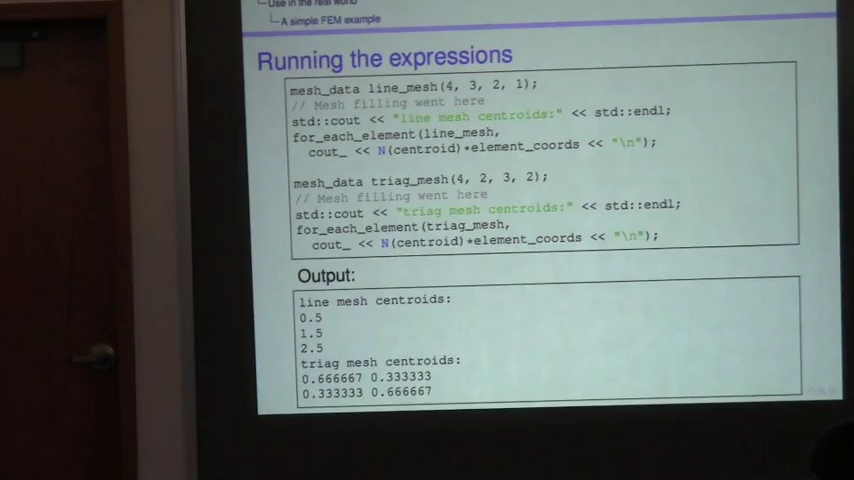 Use in the real world
A simple FEM example
Running the expressions
mesh_data line_mesh(4, 3, 2, 1);
// Mesh filling went here
std::cout << "line mesh centroids:" << std::endl;
for_each_element(line_mesh,
cout_ << N(centroid)*element_coords << "\n");
mesh_data triag_mesh(4, 2, 3, 2);
// Mesh filling went here
std::cout << "triag mesh centroids:" << std::endl;
for_each_element(triag_mesh,
cout_ << N(centroid)*element_coords << "\n");
Output:
line mesh centroids:
0.5
1.5
2.5
triag mesh centroids:
0.666667 0.333333
0.333333 0.666667